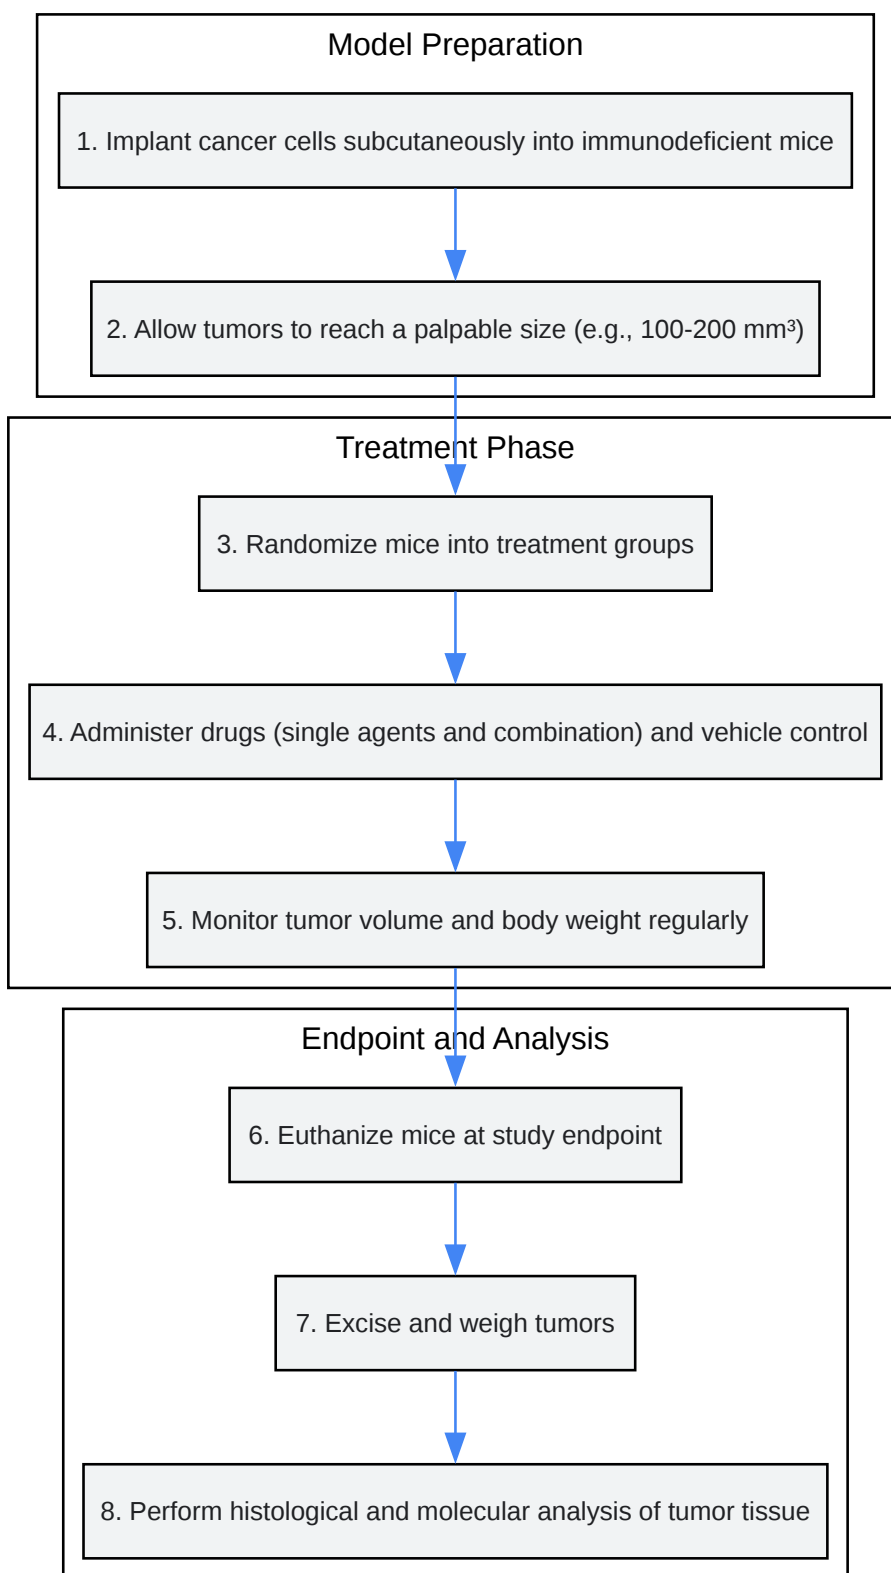 Model Preparation
1. Implant cancer cells subcutaneously into immunodeficient mice
2. Allow tumors to reach a palpable size (e.g., 100-200 mm³)
Treatment Phase
3. Randomize mice into treatment groups
4. Administer drugs (single agents and combination) and vehicle control
5. Monitor tumor volume and body weight regularly
Endpoint and Analysis
6. Euthanize mice at study endpoint
7. Excise and weigh tumors
8. Perform histological and molecular analysis of tumor tissue